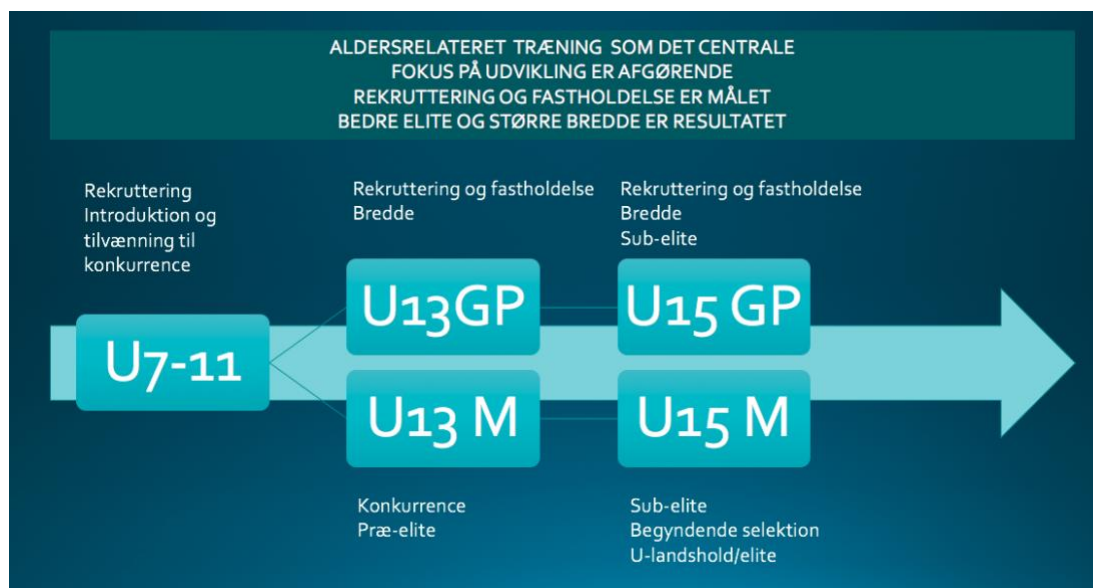 ALDERSRELATERET TRÆNING SOM DET CENTRALE
FOKUS PÅ UDVIKLING ER AFGØRENDE
REKRUTTERING OG FASTHOLDELSE ER MÅLET
BEDRE ELITE OG STØRRE BREDDE ER RESULTATET
Rekruttering
Introduktion og
tilvænning til
konkurrence
Rekruttering og fastholdelse
Bredde
Rekruttering og fastholdelse
Bredde
Sub-elite
U7-11
U13GP
U15 GP
U13 M
U15 M
Konkurrence
Præ-elite
Sub-elite
Begyndende selektion
U-landshold/elite